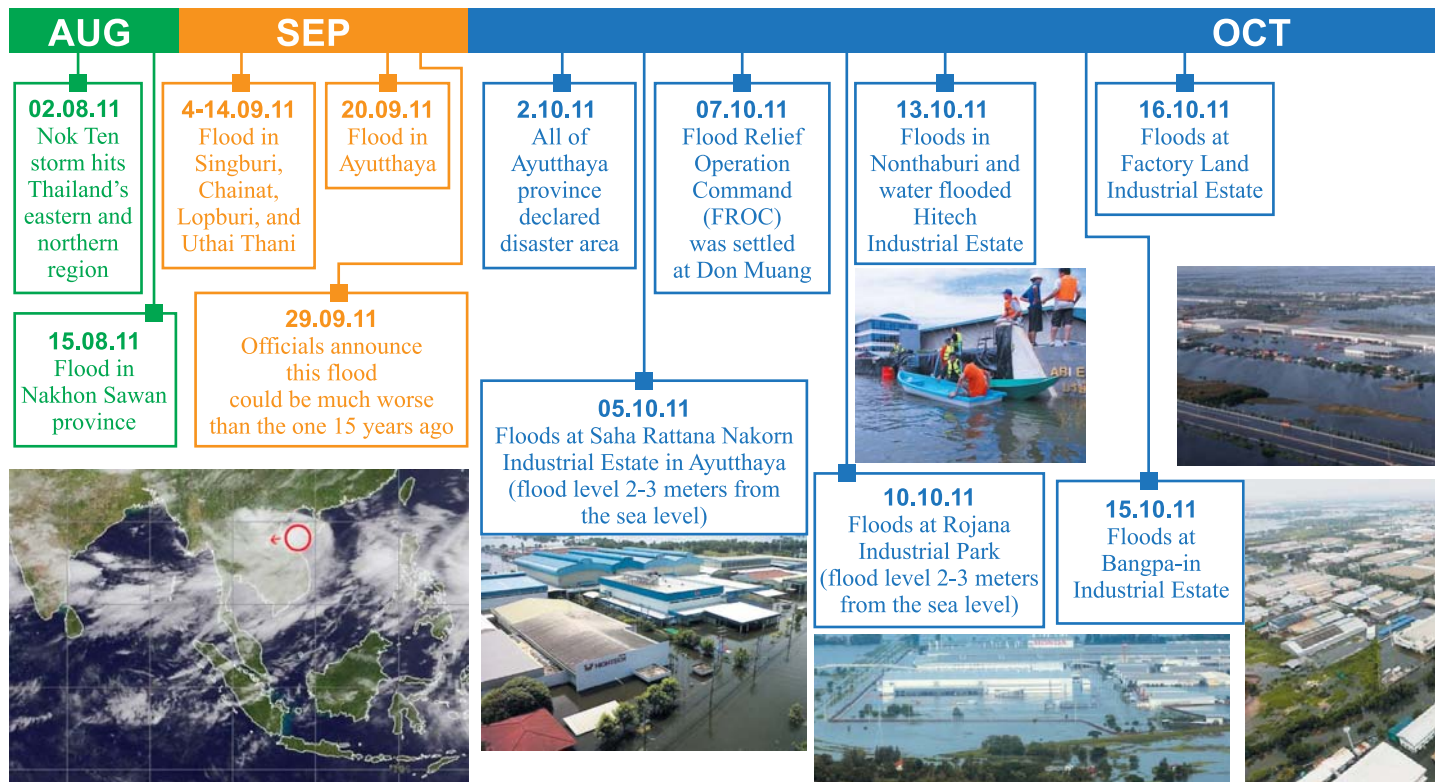 AUG
SEP
OCT
02.08.11
Nok Ten
storm hits
Thailand's
eastern and
northern
region
15.08.11
Flood in
Nakhon Sawan
province
4-14.09.11
Flood in
Singburi,
Chainat,
Lopburi, and
Uthai Thani
20.09.11
Flood in
Ayutthaya
29.09.11
Officials announce
this flood
could be much worse
than the one 15 years ago
2.10.11
All of
Ayutthaya
province
declared
disaster area
05.10.11
Floods at Saha Rattana Nakorn
Industrial Estate in Ayutthaya
(flood level 2-3 meters from
the sea level)
07.10.11
Flood Relief
Operation
Command
(FROC)
was settled
at Don Muang
10.10.11
Floods at Rojana
Industrial Park
(flood level 2-3 meters
from the sea level)
13.10.11
Floods in
Nonthaburi and
water flooded
Hitech
Industrial Estate
15.10.11
Floods at
Bangpa-in
Industrial Estate
16.10.11
Floods at
Factory Land
Industrial Estate
ABI E
HONDA